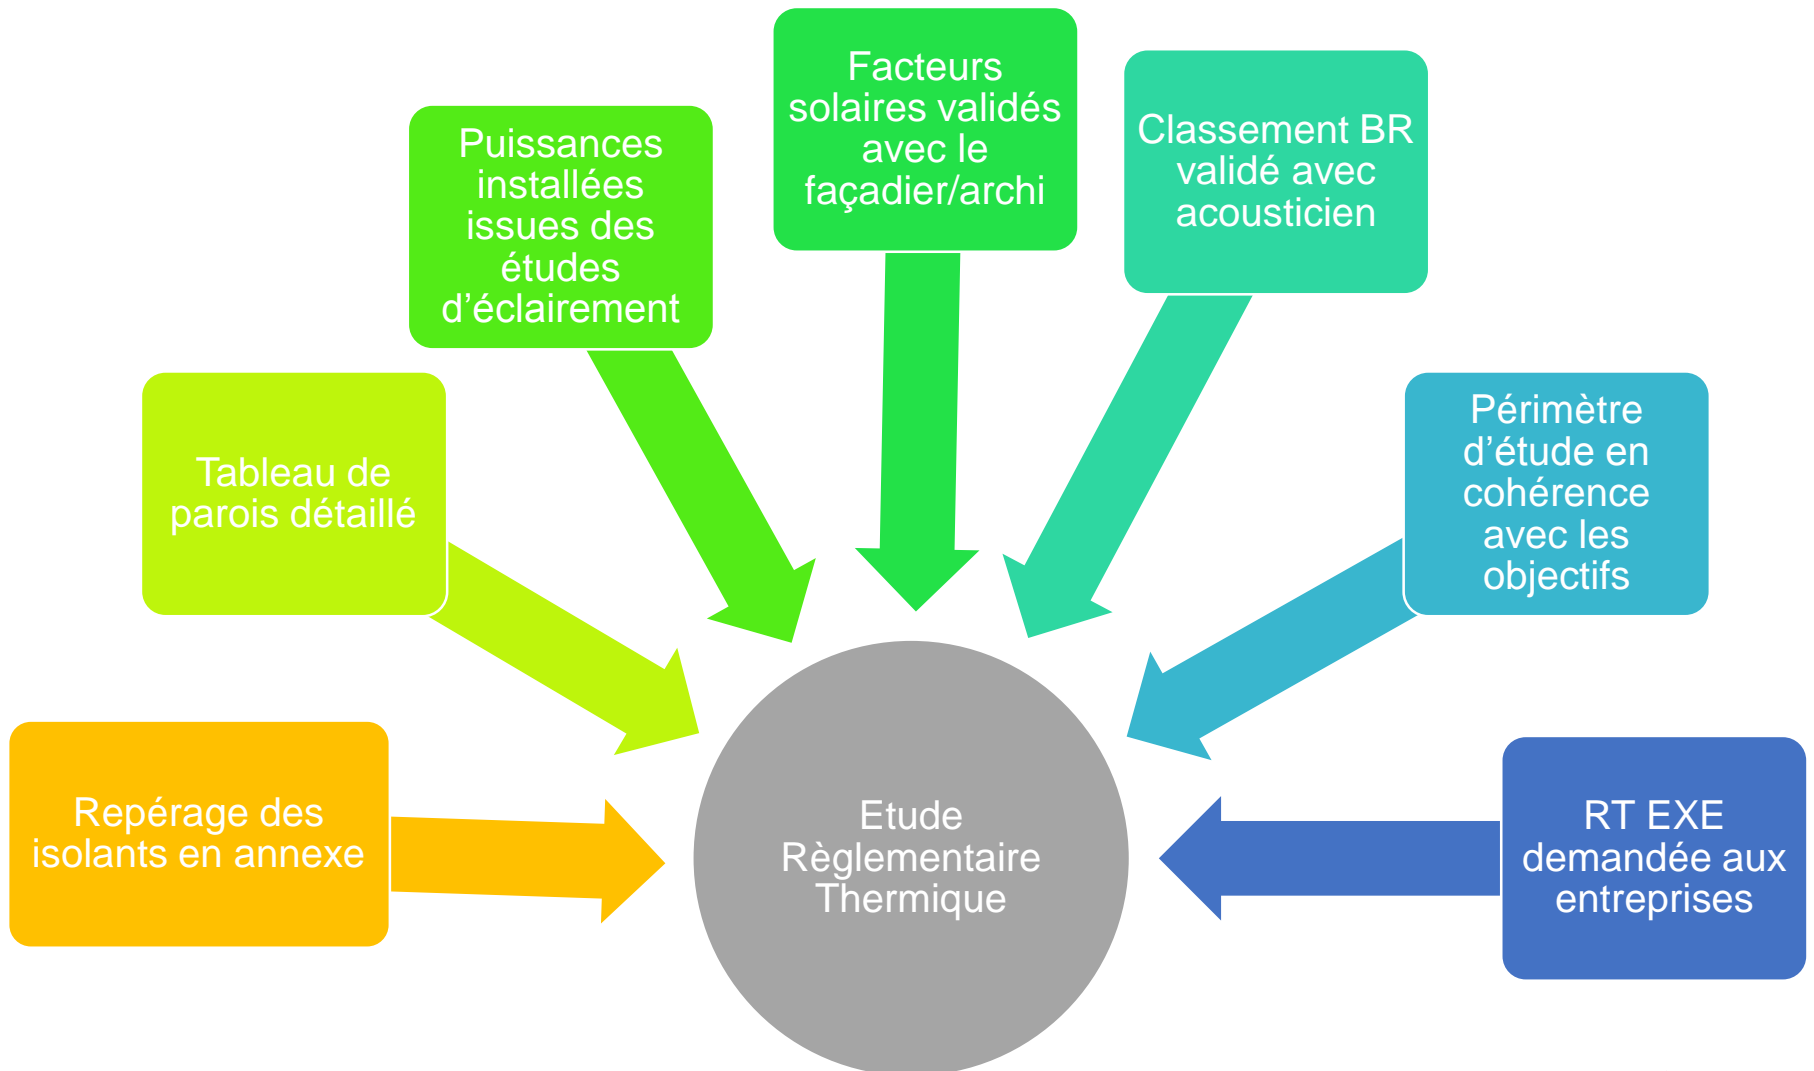 Repérage des
isolants en annexe
Tableau de
parois détaillé
Puissances
installées
issues des
études
d’éclairement
Facteurs
solaires validés
avec le
façadier/archi
Classement BR
validé avec
acousticien
Périmètre
d’étude en
cohérence
avec les
objectifs
RT EXE
demandée aux
entreprises
Etude
Règlementaire
Thermique